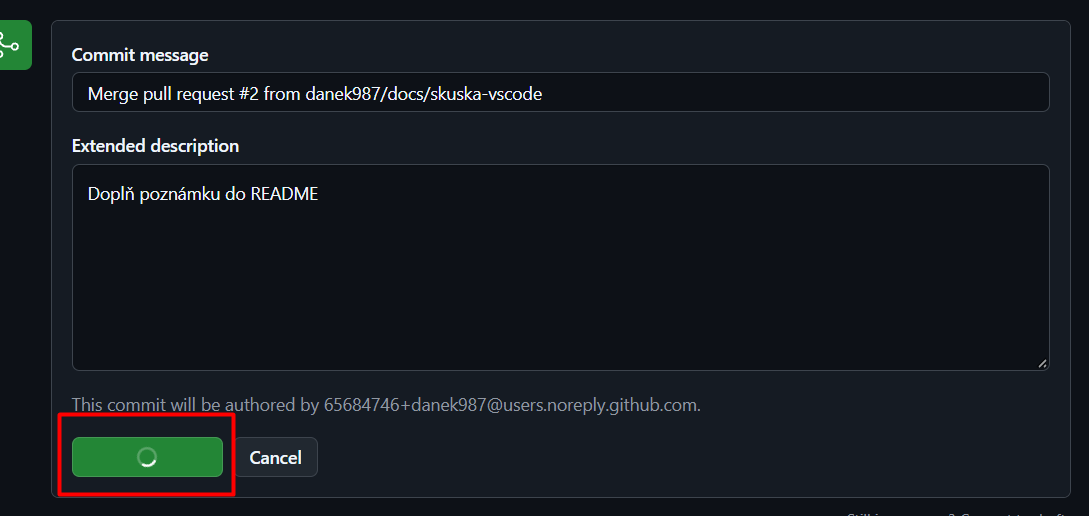 Commit message
Merge pull request #2 from danek987/docs/skuska-vscode
Extended description
Doplň poznámku do README
This commit will be authored by 65684746+danek987@users.noreply.github.com.
Cancel